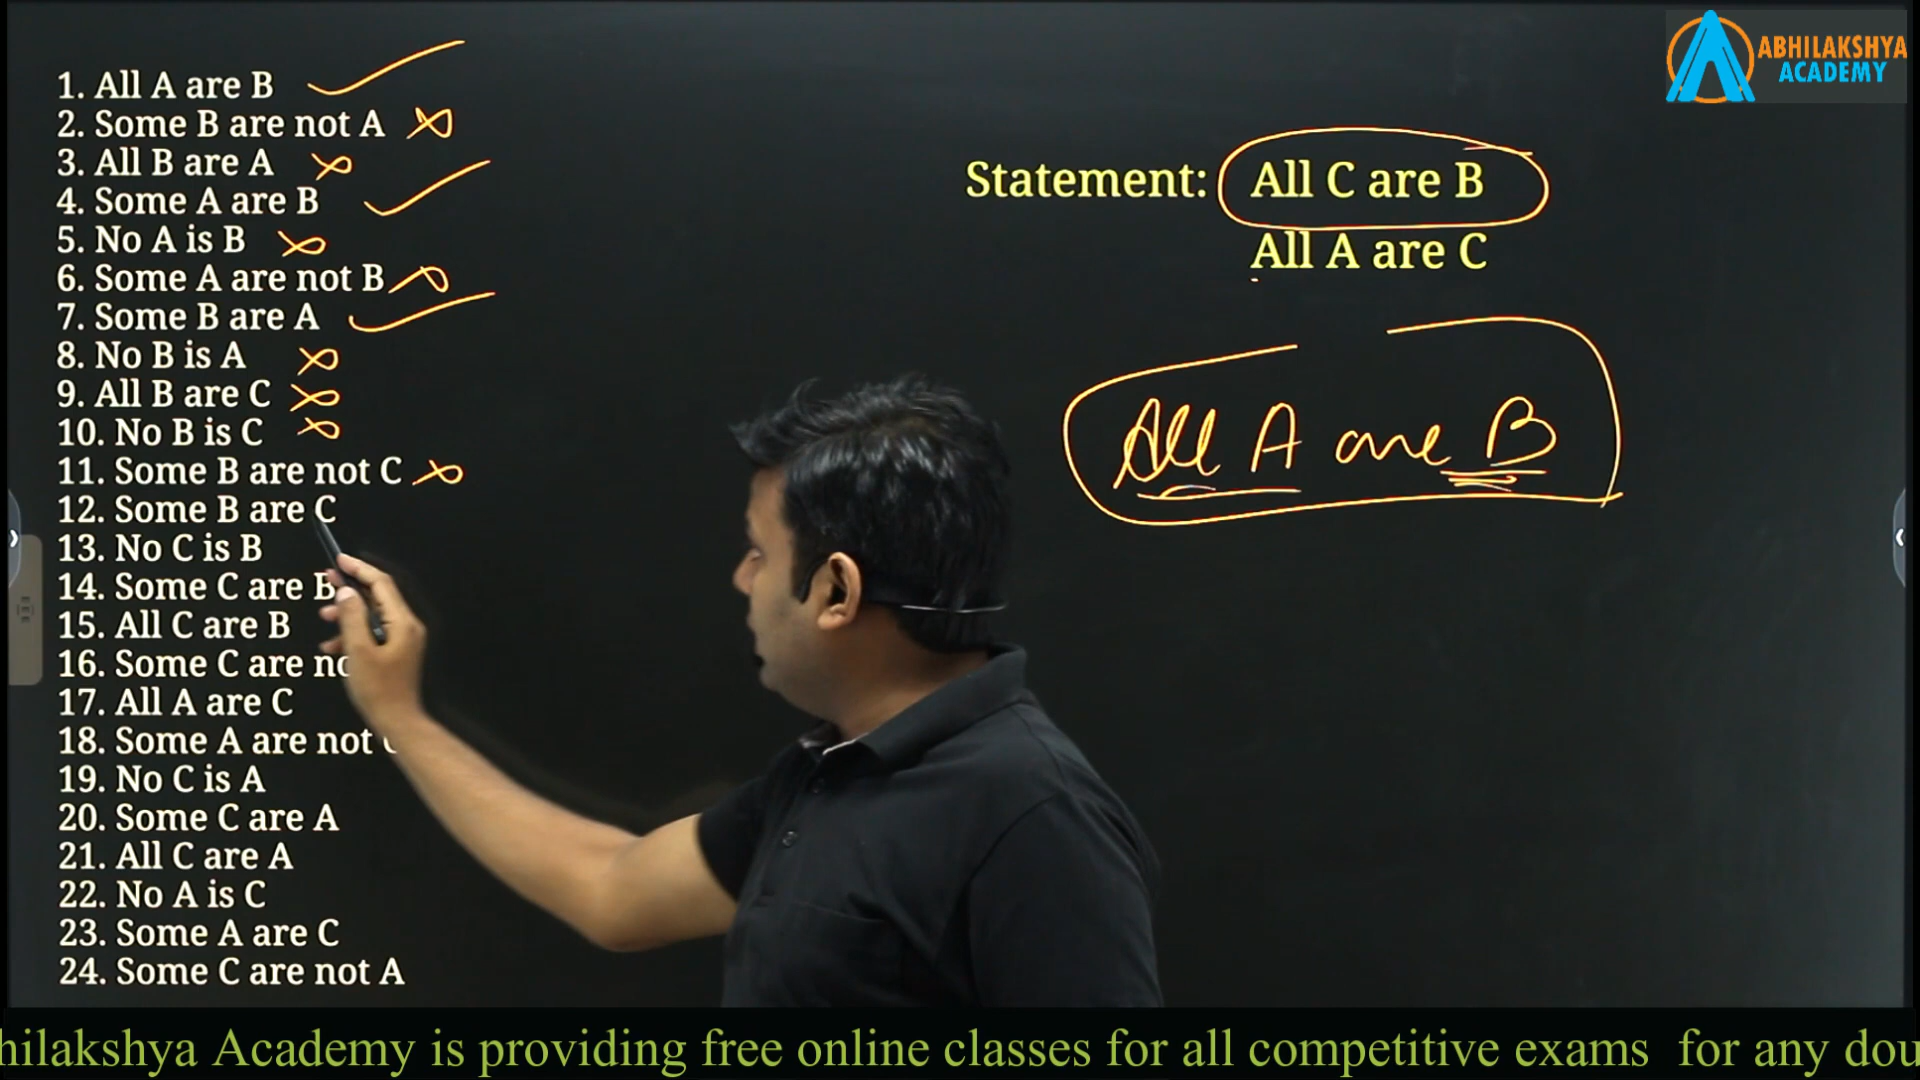 1. All A are B
2. Some B are not A
3. All B are A
4. Some A are B
5. No A is B
6. Some A are not B
7. Some B are A
8. No B is A
9. All B are C
10. No B is C
11. Some B are not C
12. Some B are C
13. No C is B
14. Some C are B
15. All C are B
16. Some C are
17. All A are C
18. Some A are not
19. No C is A
20. Some C are A
21. All C are A
22. No A is C
23. Some A are C
24. Some C are not A
ABHILAKSHYA
ACADEMY
Statement: All C are B
All A are C
All A are B
hilakshya Academy is providing free online classes for all competitive exams for any dou